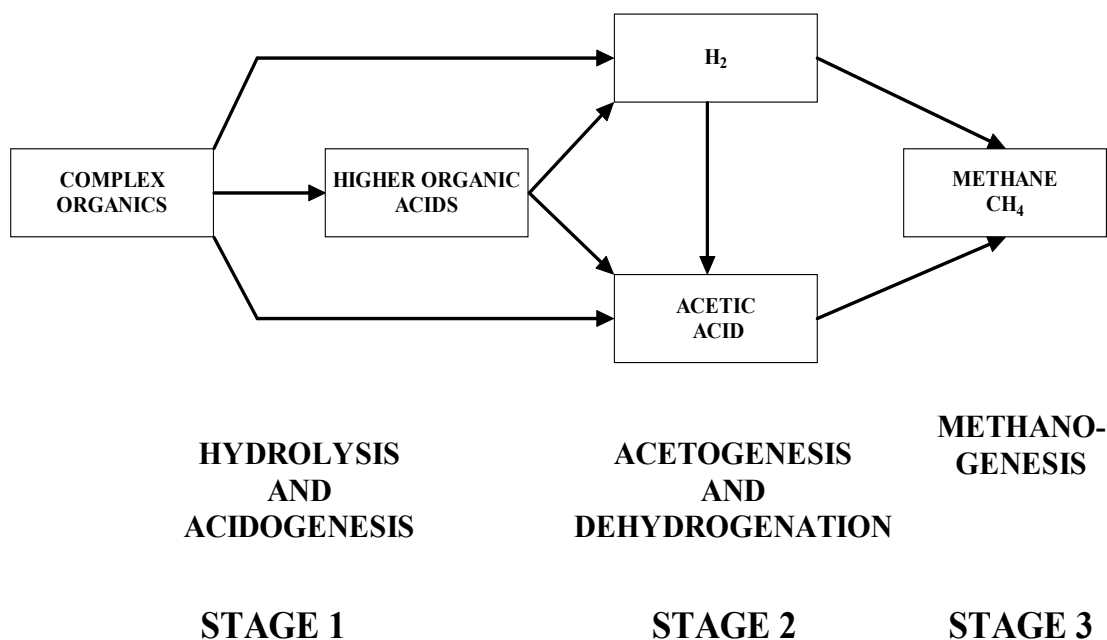 H₂
COMPLEX
ORGANICS
HIGHER ORGANIC
ACIDS
METHANE
CH₄
ACETIC
ACID
HYDROLYSIS
AND
ACIDOGENESIS
ACETOGENESIS
AND
DEHYDROGENATION
METHANO-
GENESIS
STAGE 1
STAGE 2
STAGE 3